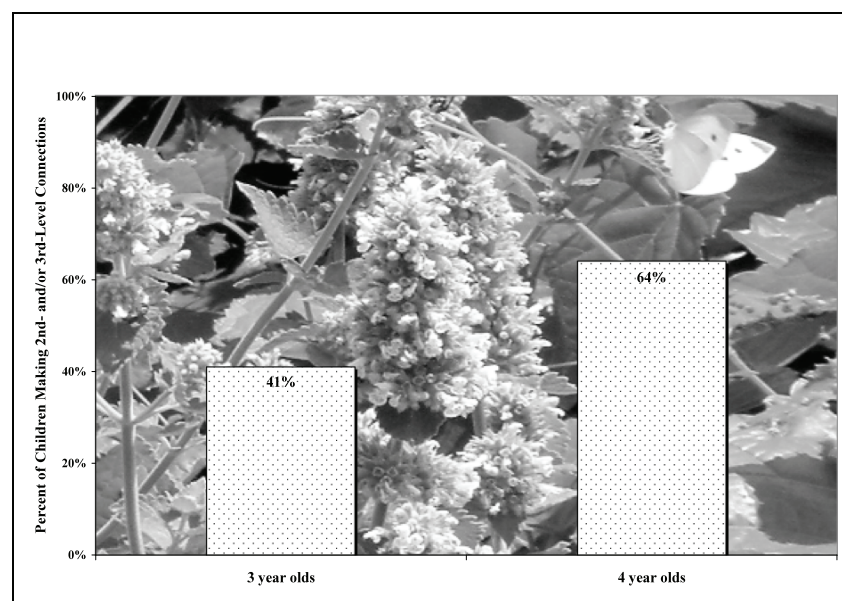 100%
80%
60%
40%
20%
0%
Percent of Children Making 2nd- and/or 3rd-Level Connections
41%
64%
3 year olds
4 year olds